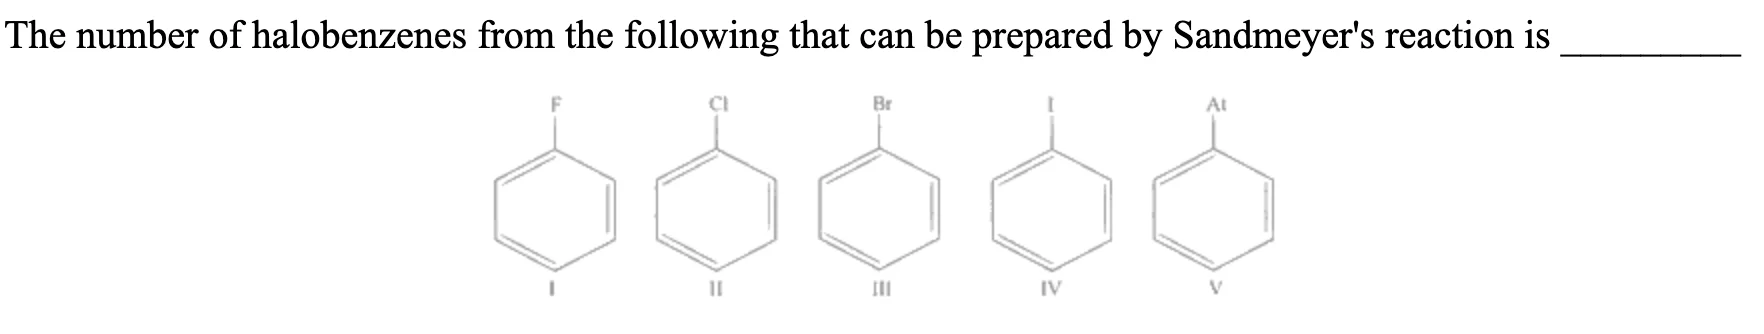 The number of halobenzenes from the following that can be prepared by Sandmeyer's reaction is __________
F Cl Br I At
I II III IV V